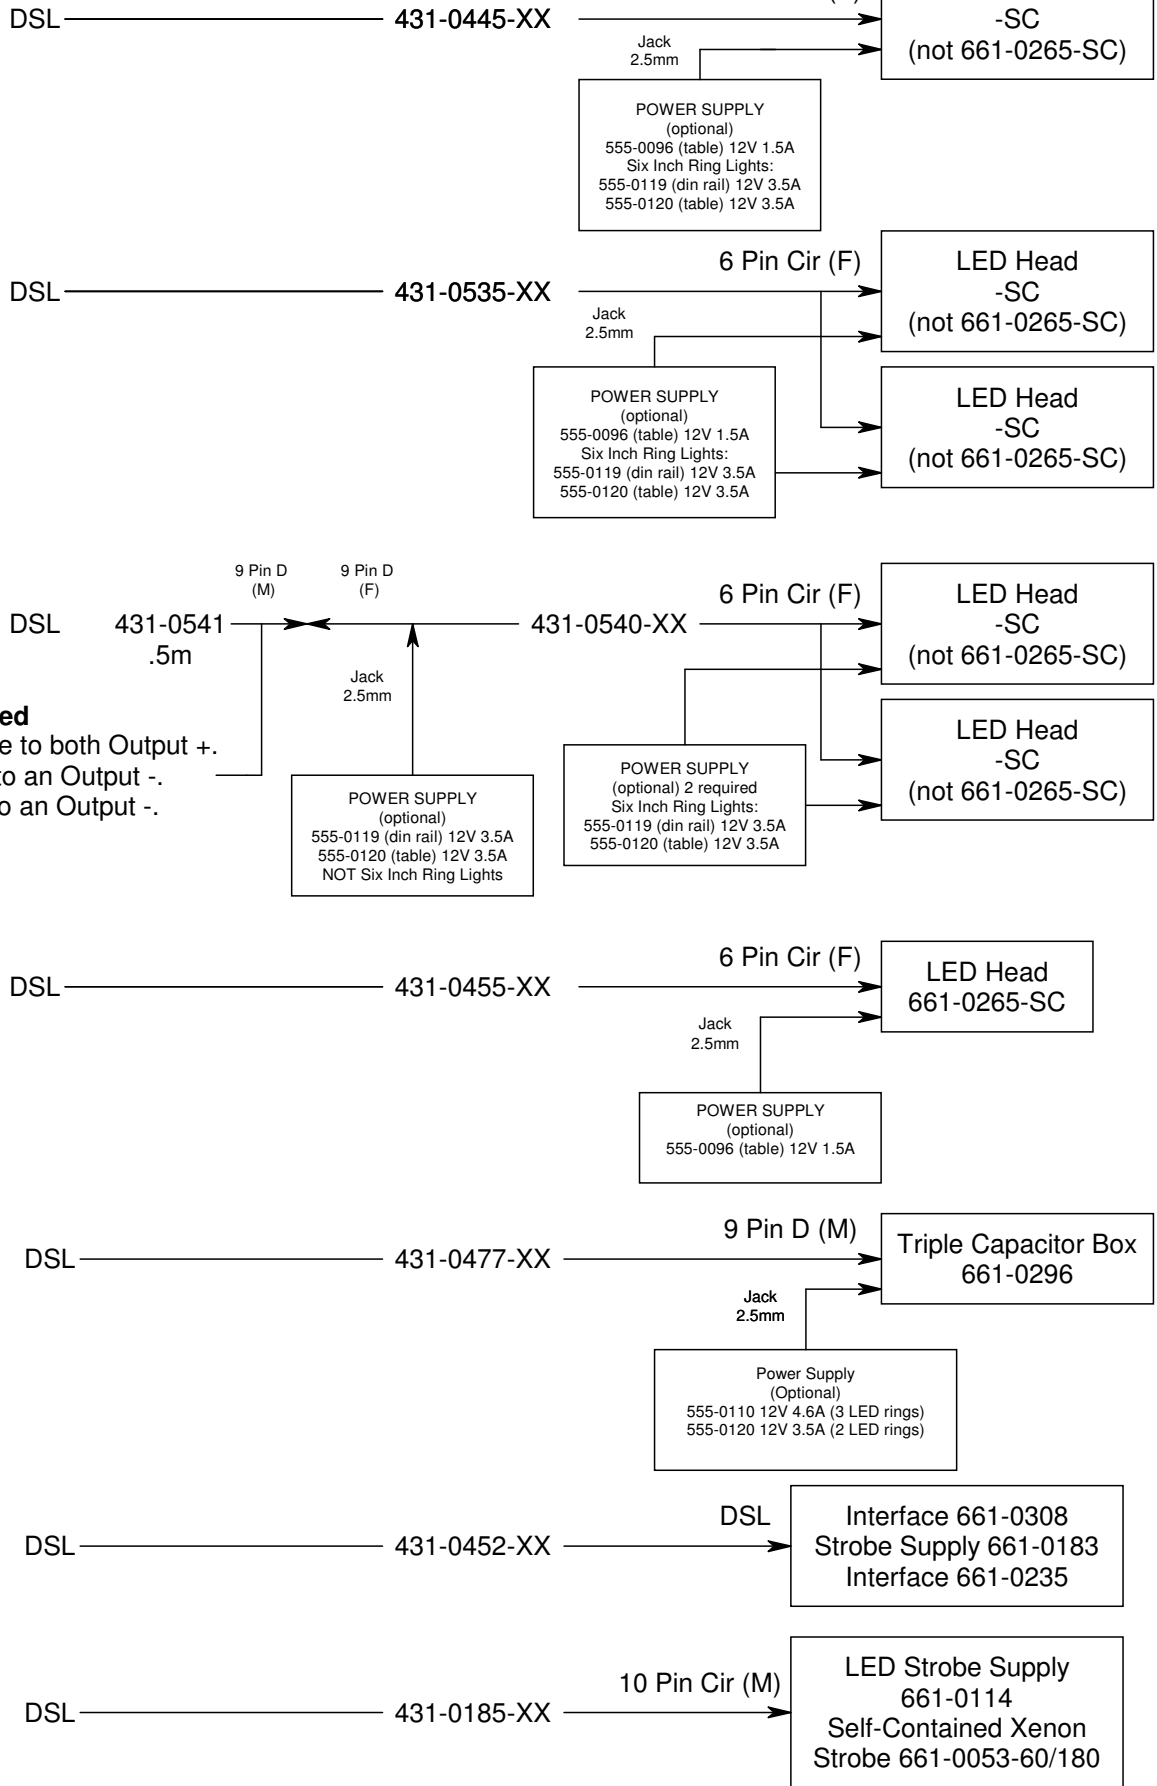 DSL
431-0445-XX
-SC
(not 661-0265-SC)
Jack
2.5mm
POWER SUPPLY
(optional)
555-0096 (table) 12V 1.5A
Six Inch Ring Lights:
555-0119 (din rail) 12V 3.5A
555-0120 (table) 12V 3.5A
DSL
431-0535-XX
6 Pin Cir (F)
LED Head
-SC
(not 661-0265-SC)
Jack
2.5mm
POWER SUPPLY
(optional)
555-0096 (table) 12V 1.5A
Six Inch Ring Lights:
555-0119 (din rail) 12V 3.5A
555-0120 (table) 12V 3.5A
LED Head
-SC
(not 661-0265-SC)
9 Pin D
(M)
9 Pin D
(F)
DSL
431-0541
.5m
431-0540-XX
6 Pin Cir (F)
LED Head
-SC
(not 661-0265-SC)
Jack
2.5mm
ed
e to both Output +.
to an Output -.
o an Output -.
POWER SUPPLY
(optional)
555-0119 (din rail) 12V 3.5A
555-0120 (table) 12V 3.5A
NOT Six Inch Ring Lights
POWER SUPPLY
(optional) 2 required
Six Inch Ring Lights:
555-0119 (din rail) 12V 3.5A
555-0120 (table) 12V 3.5A
LED Head
-SC
(not 661-0265-SC)
DSL
431-0455-XX
6 Pin Cir (F)
LED Head
661-0265-SC
Jack
2.5mm
POWER SUPPLY
(optional)
555-0096 (table) 12V 1.5A
DSL
431-0477-XX
9 Pin D (M)
Triple Capacitor Box
661-0296
Jack
2.5mm
Power Supply
(Optional)
555-0110 12V 4.6A (3 LED rings)
555-0120 12V 3.5A (2 LED rings)
DSL
431-0452-XX
DSL
Interface 661-0308
Strobe Supply 661-0183
Interface 661-0235
DSL
431-0185-XX
10 Pin Cir (M)
LED Strobe Supply
661-0114
Self-Contained Xenon
Strobe 661-0053-60/180